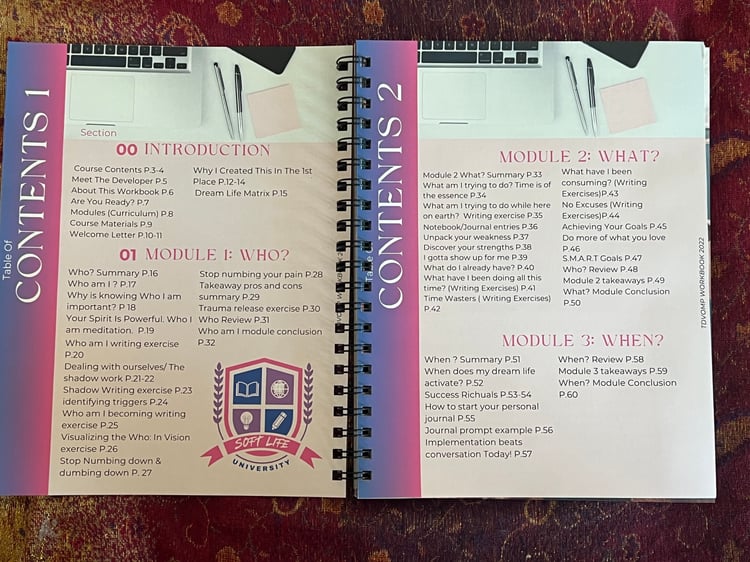 Table Of
CONTENTS 1
Section
00 INTRODUCTION
Course Contents P.3-4
Meet The Developer P.5
About This Workbook P.6
Are You Ready? P.7
Modules (Curriculum) P.8
Course Materials P.9
Welcome Letter P.10-11
Why I Created This In The 1st
Place P.12-14
Dream Life Matrix P.15
01 MODULE 1: WHO?
Who? Summary P.16
Who am I ? P.17
Why is knowing Who I am
important? P 18
Your Spirit Is Powerful. Who I
am meditation. P.19
Who am I writing exercise
P.20
Dealing with ourselves/ The
shadow work P.21-22
Shadow Writing exercise P.23
identifying triggers P.24
Who am I becoming writing
exercise P.25
Visualizing the Who: In Vision
exercise P.26
Stop Numbing down &
dumbing down P. 27
Stop numbing your pain P.28
Takeaway pros and cons
summary P.29
Trauma release exercise P.30
Who Review P.31
Who am I module conclusion
P.32
SOFT LIFE
UNIVERSITY
CONTENTS 2
MODULE 2: WHAT?
Module 2 What? Summary P.33
What am I trying to do? Time is of
the essence P.34
What am I trying to do while here
on earth? Writing exercise P.35
Notebook/Journal entries P.36
Unpack your weakness P.37
Discover your strengths P.38
I gotta show up for me P.39
What do I already have? P.40
What have I been doing all this
time? (Writing Exercises) P.41
Time Wasters ( Writing Exercises)
P.42
What have I been
consuming? (Writing
Exercises)P.43
No Excuses (Writing
Exercises)P.44
Achieving Your Goals P.45
Do more of what you love
P.46
S.M.A.R.T Goals P.47
Who? Review P.48
Module 2 takeaways P.49
What? Module Conclusion
P.50
MODULE 3: WHEN?
When ? Summary P.51
When does my dream life
activate? P.52
Success Richuals P.53-54
How to start your personal
journal P.55
Journal prompt example P.56
Implementation beats
conversation Today! P.57
When? Review P.58
Module 3 takeaways P.59
When? Module Conclusion
P.60
TDVOMP WORKBOOK 2022